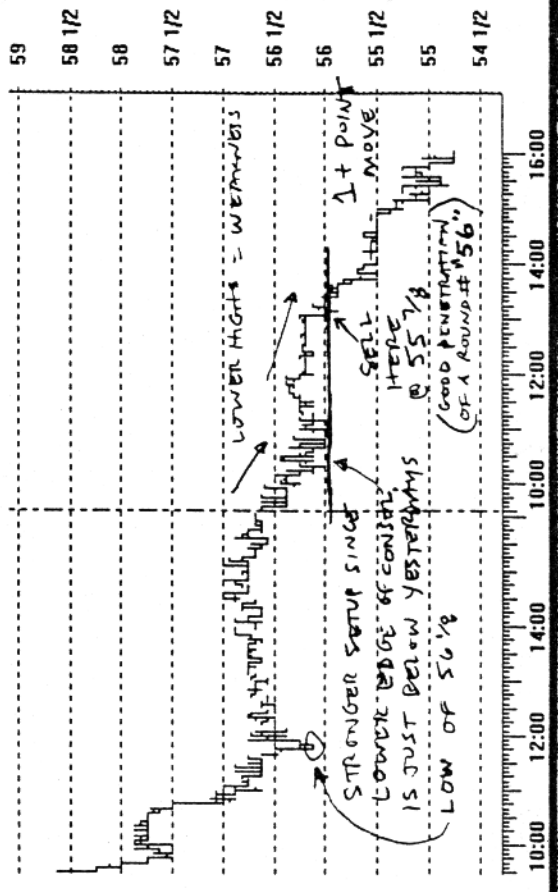 59
58 1/2
58
57 1/2
57
56 1/2
56
55 1/2
55
54 1/2
LOWER HIGHS = WEAKNESS
1+ POINT
MOVE
SELL
HERE
@ 55 7/8
(GOOD PENETRATION
OF A ROUND # "56")
STRONGER SETUP SINCE
LOWER EDGE OF CONSOL.
IS JUST BELOW YESTERDAYS
LOW OF 56 1/8
10:00 12:00 14:00 10:00 12:00 14:00 16:00